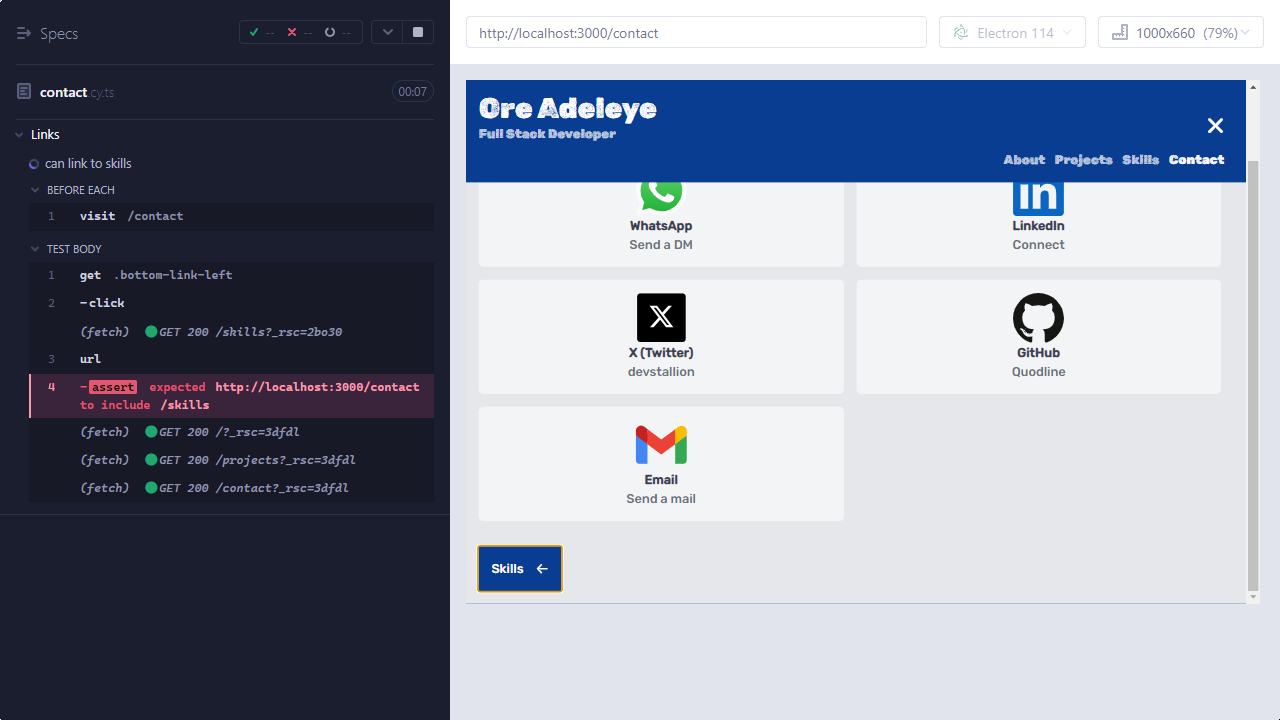 Specs
-- -- --
contact.cy.ts 00:07
Links
can link to skills
BEFORE EACH
1 visit /contact
TEST BODY
1 get .bottom-link-left
2 -click
(fetch) GET 200 /skills?_rsc=2bo30
3 url
4 -assert expected http://localhost:3000/contact
to include /skills
(fetch) GET 200 /?_rsc=3dfdl
(fetch) GET 200 /projects?_rsc=3dfdl
(fetch) GET 200 /contact?_rsc=3dfdl
http://localhost:3000/contact
Electron 114
1000x660 (79%)
Ore Adeleye
Full Stack Developer
About Projects Skills Contact
WhatsApp
Send a DM
LinkedIn
Connect
X (Twitter)
devstallion
GitHub
Quodline
Email
Send a mail
Skills